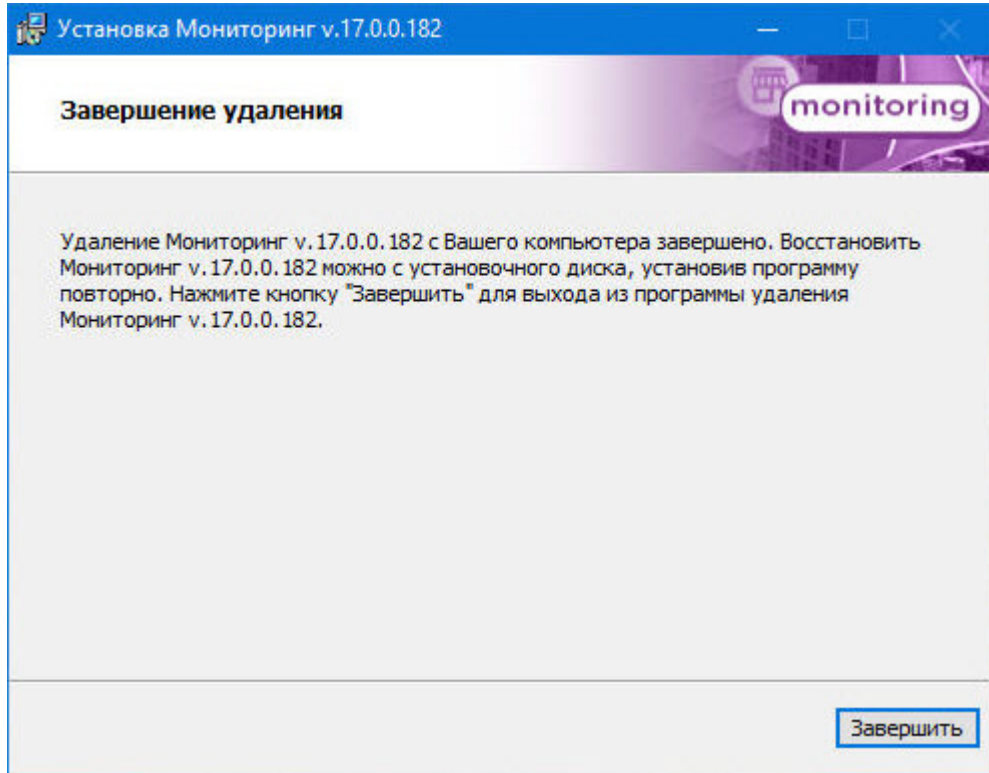 Установка Мониторинг v.17.0.0.182
Завершение удаления
monitoring
Удаление Мониторинг v.17.0.0.182 с Вашего компьютера завершено. Восстановить
Мониторинг v.17.0.0.182 можно с установочного диска, установив программу
повторно. Нажмите кнопку "Завершить" для выхода из программы удаления
Мониторинг v.17.0.0.182.
Завершить